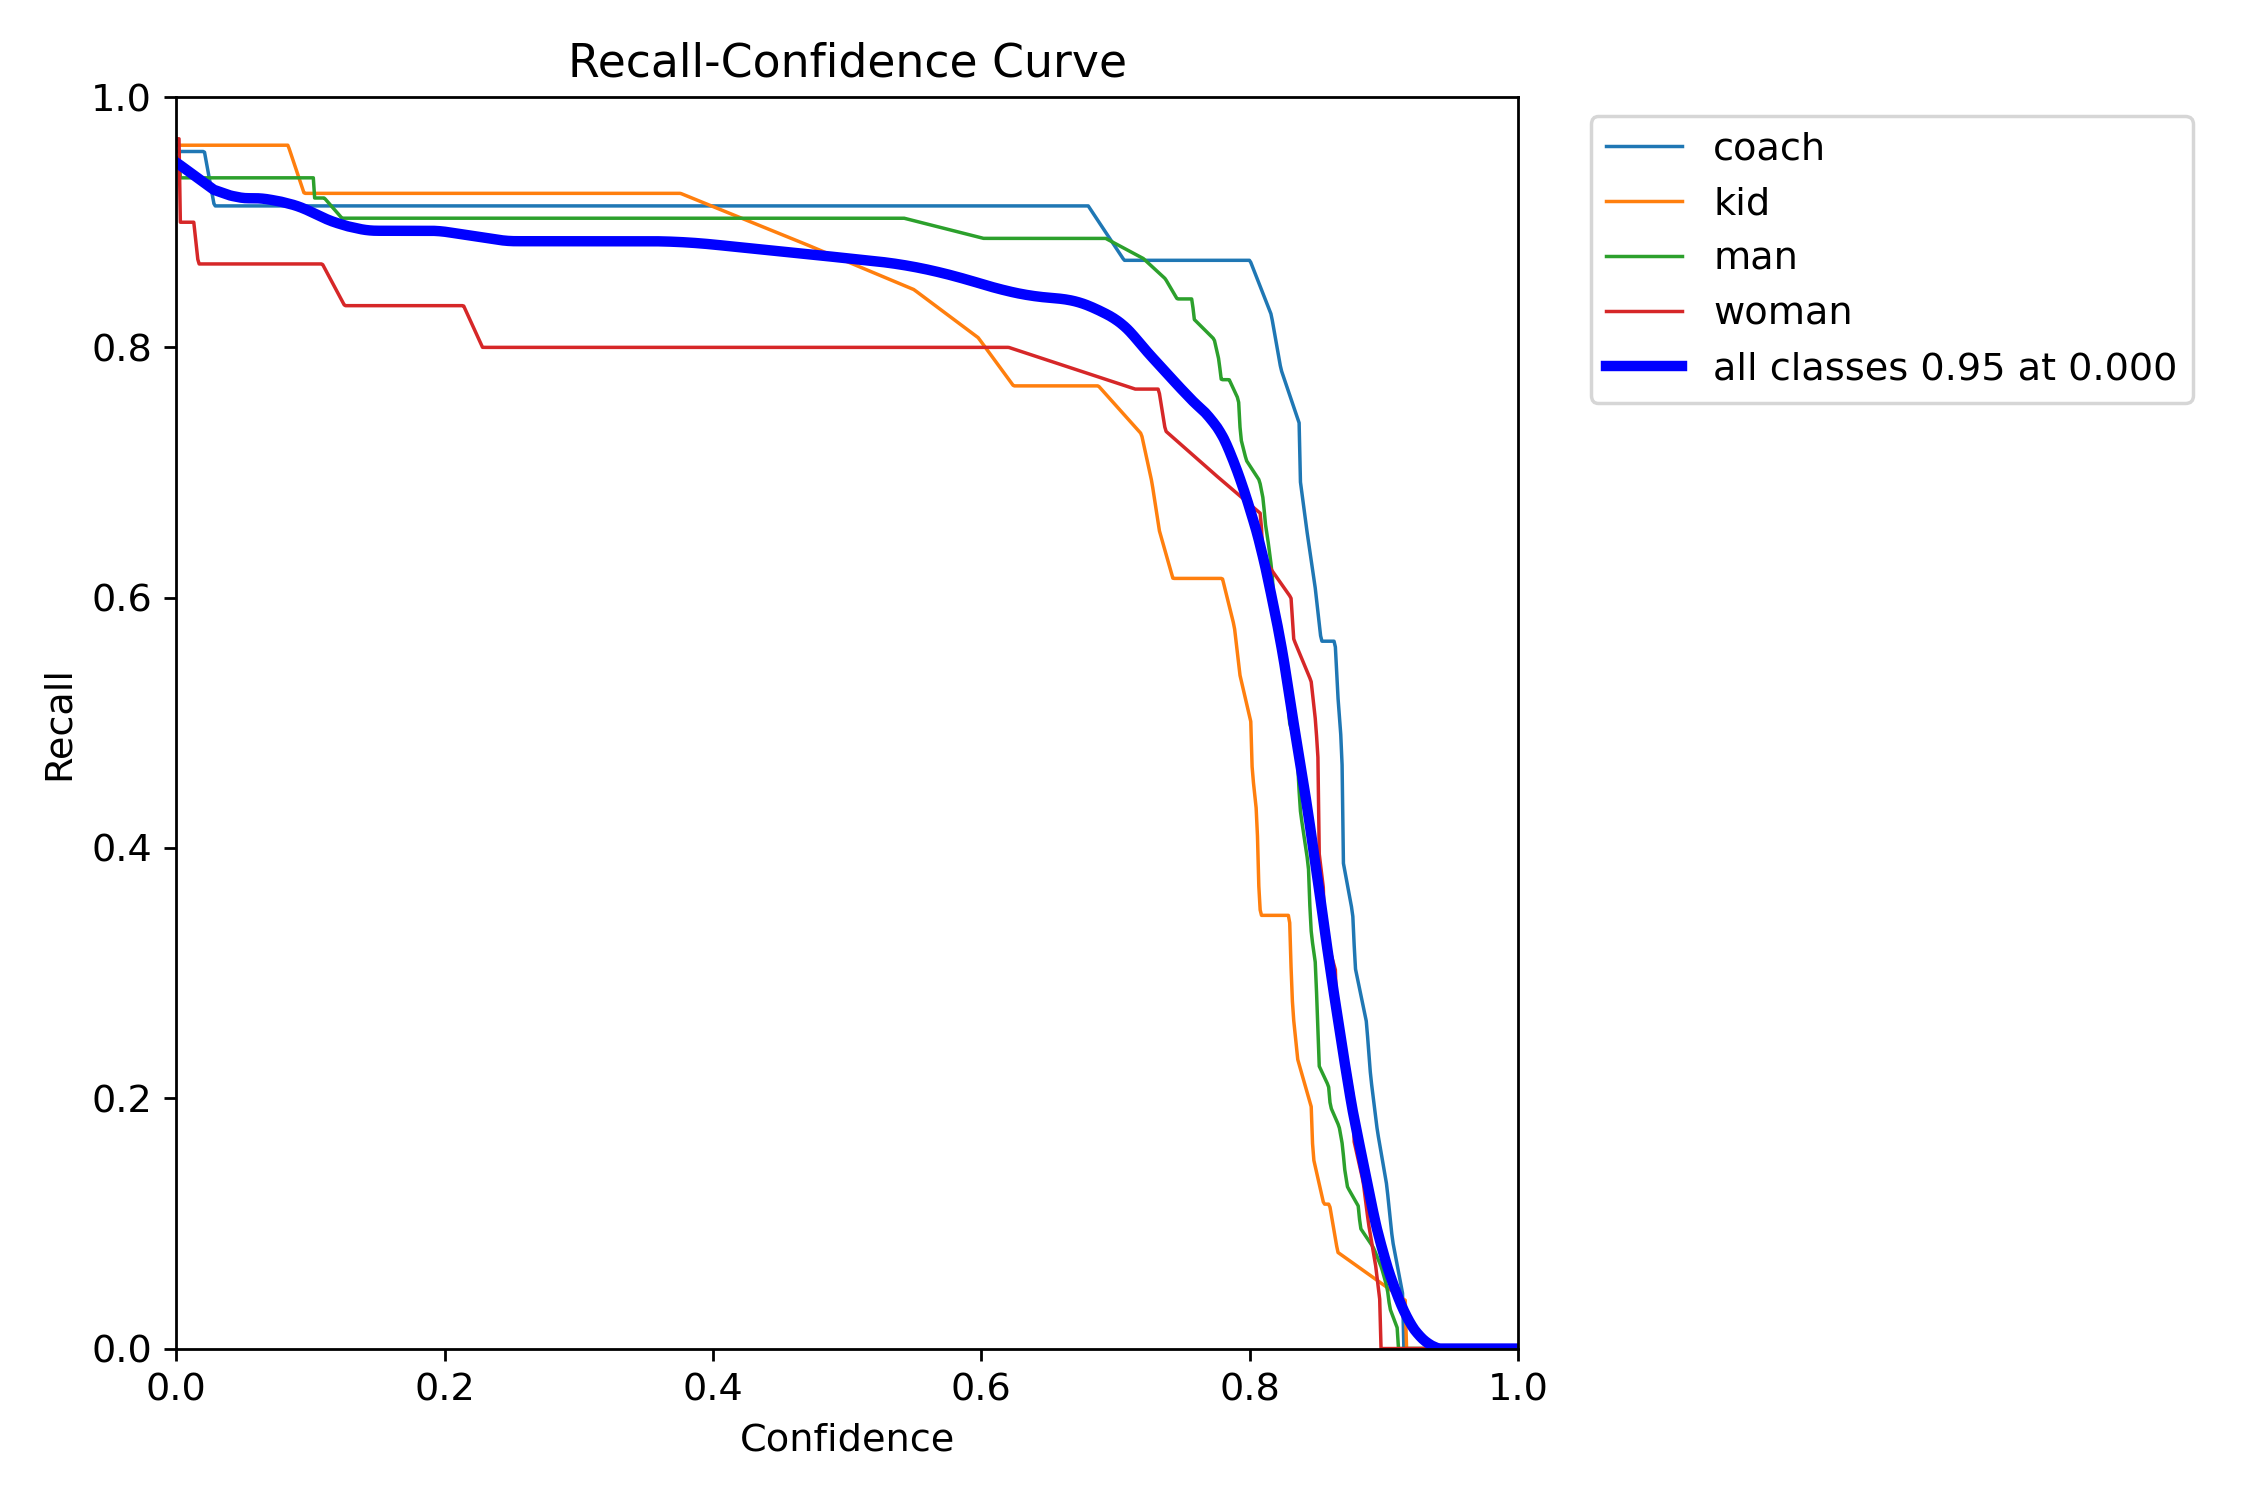 Recall-Confidence Curve
1.0
0.8
0.6
0.4
0.2
0.0
Recall
0.0 0.2 0.4 0.6 0.8 1.0
Confidence
coach
kid
man
woman
all classes 0.95 at 0.000